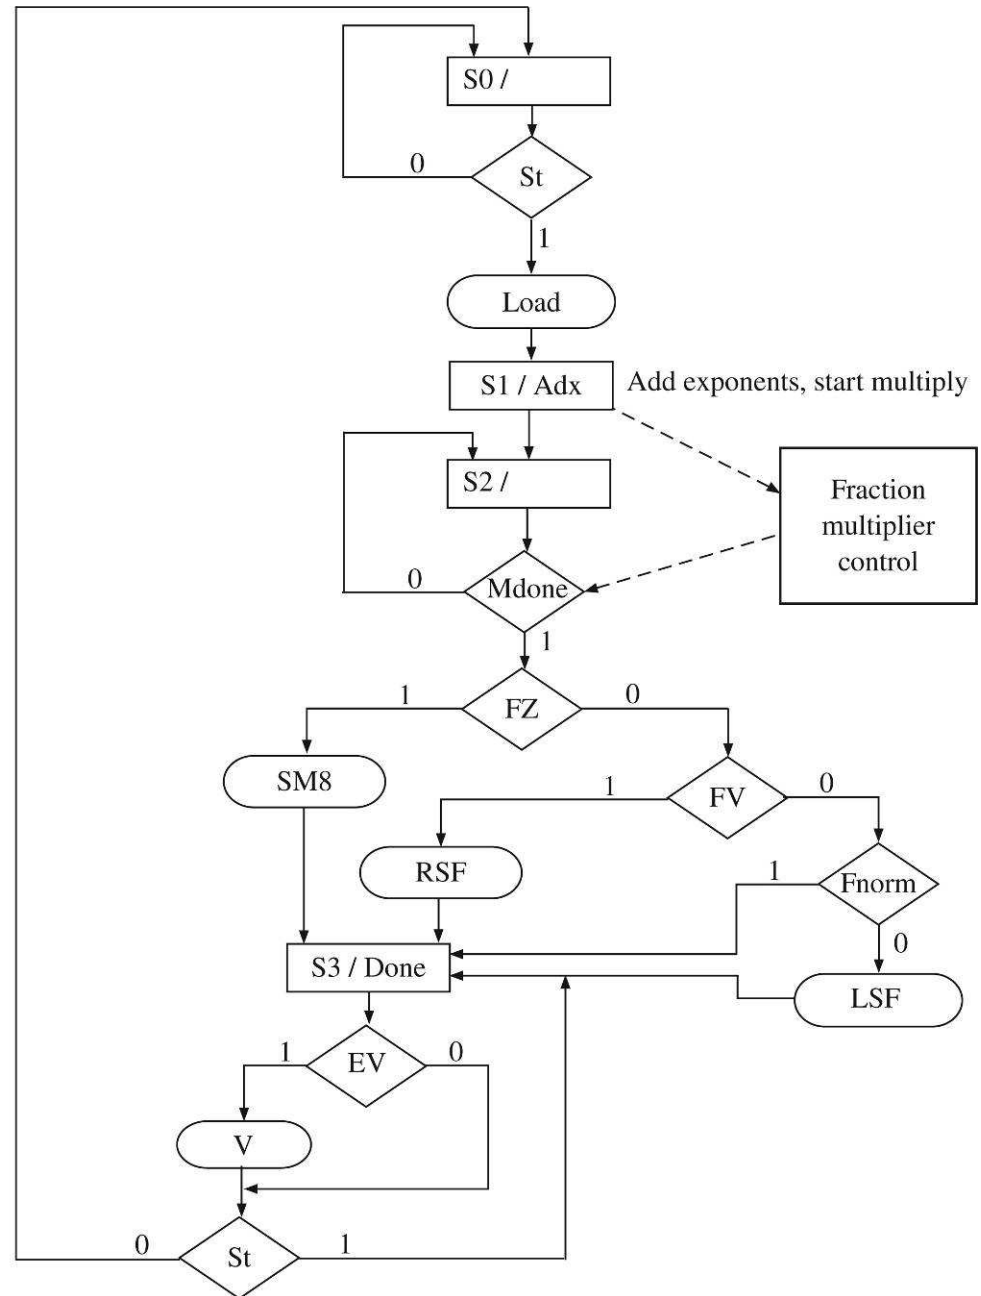 S0 /
0
St
1
Load
S1 / Adx
Add exponents, start multiply
S2 /
Fraction
multiplier
control
0
Mdone
1
1
FZ
0
SM8
1
FV
0
RSF
1
Fnorm
0
S3 / Done
LSF
1
EV
0
V
0
St
1